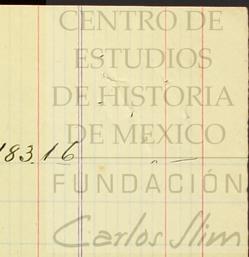 CENTRO DE
ESTUDIOS
DE HISTORIA
DE MEXICO
183.16
FUNDACIÓN
Carlos Slim